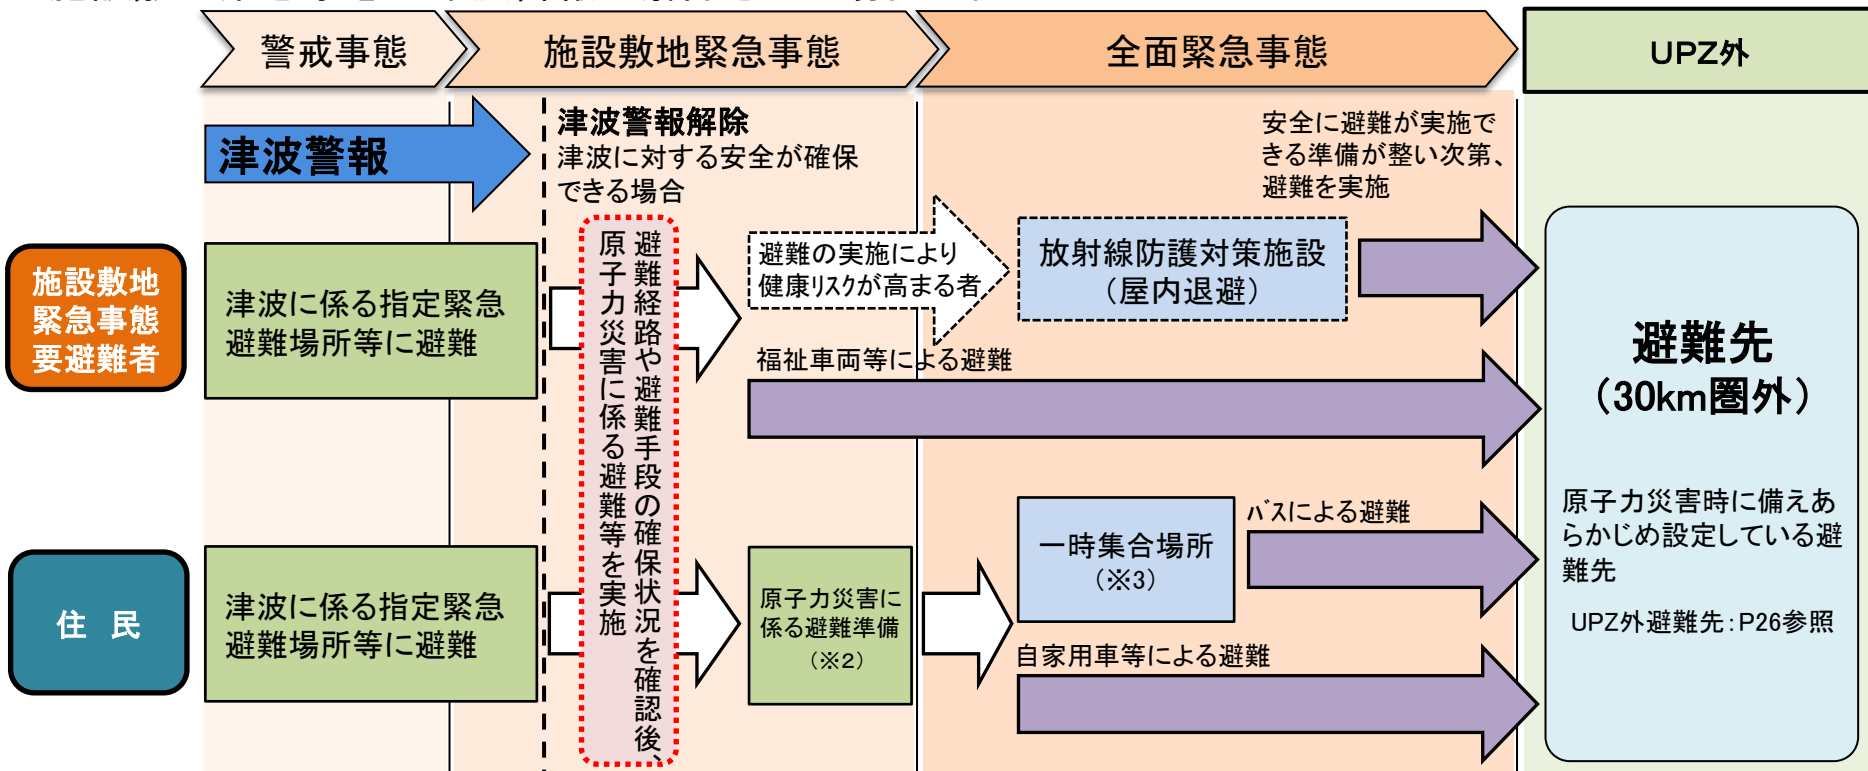 警戒事態
施設敷地緊急事態
全面緊急事態
UPZ外
津波警報
津波警報解除
津波に対する安全が確保
できる場合
安全に避難が実施で
きる準備が整い次第、
避難を実施
施設敷地
緊急事態
要避難者
津波に係る指定緊急
避難場所等に避難
避難経路や避難手段の確保状況を確認後、
原子力災害に係る避難等を実施
避難の実施により
健康リスクが高まる者
放射線防護対策施設
（屋内退避）
福祉車両等による避難
避難先
（30km圏外）
原子力災害時に備えあ
らかじめ設定している避
難先
UPZ外避難先：P26参照
住 民
津波に係る指定緊急
避難場所等に避難
原子力災害に
係る避難準備
（※2）
一時集合場所
（※3）
バスによる避難
自家用車等による避難